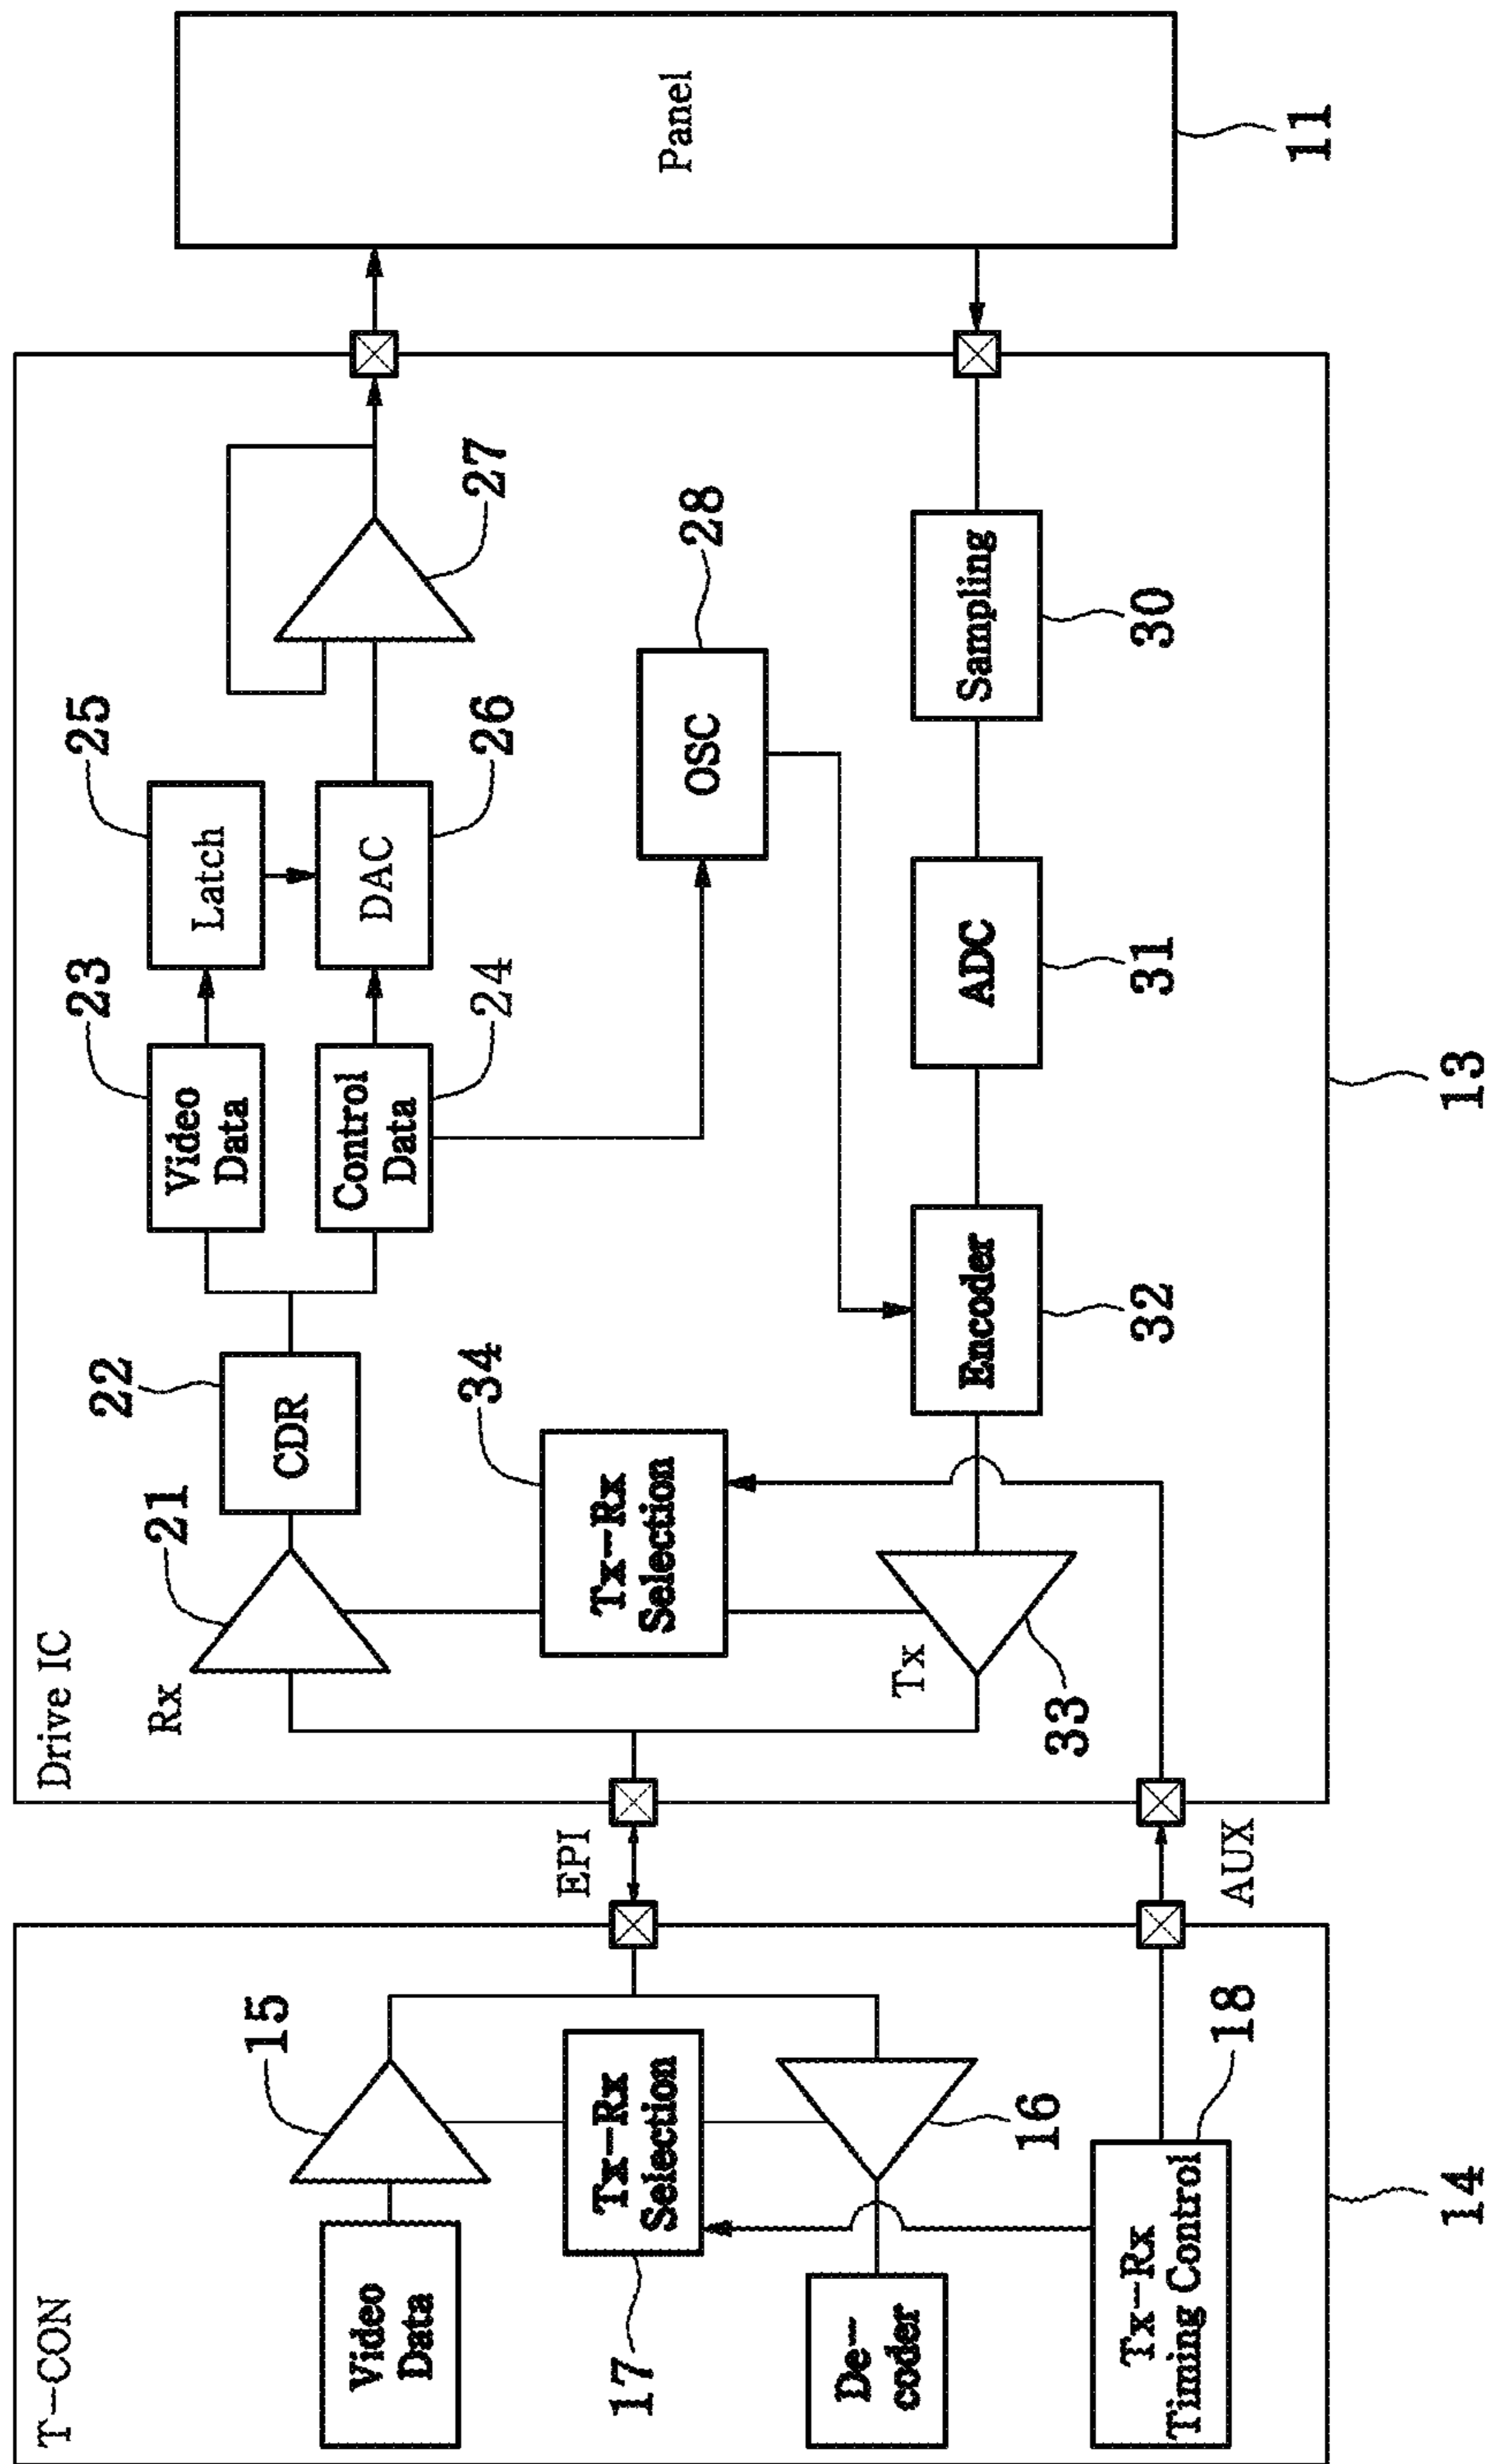 T-CON
Video
Data
15
Tx-Rx
Selection
17
De-
coder
16
Tx-Rx
Timing Control
18
14
EPI
AUX
Drive IC
Rx
21
CDR
22
Video
Data
23
Control
Data
24
Latch
25
DAC
26
27
OSC
28
Tx-Rx
Selection
34
Tx
33
Encoder
32
ADC
31
Sampling
30
13
Panel
11